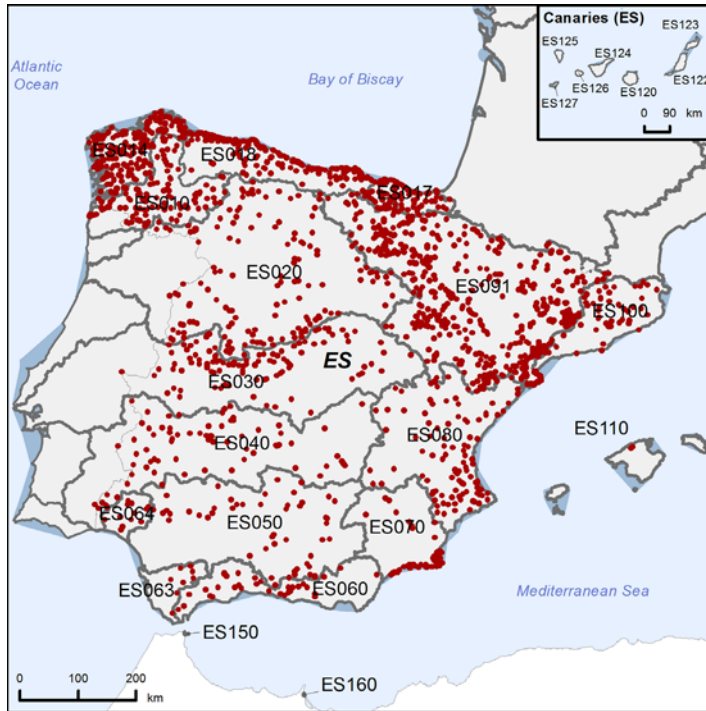 Canaries (ES)
ES123
ES125
ES124
ES122
ES126
ES120
ES127
0 90
km
Atlantic
Ocean
Bay of Biscay
ES014
ES018
ES017
ES010
ES020
ES091
ES100
ES
ES030
ES110
ES040
ES080
ES064
ES050
ES070
ES063
ES060
Mediterranean Sea
ES150
ES160
0 100 200
km